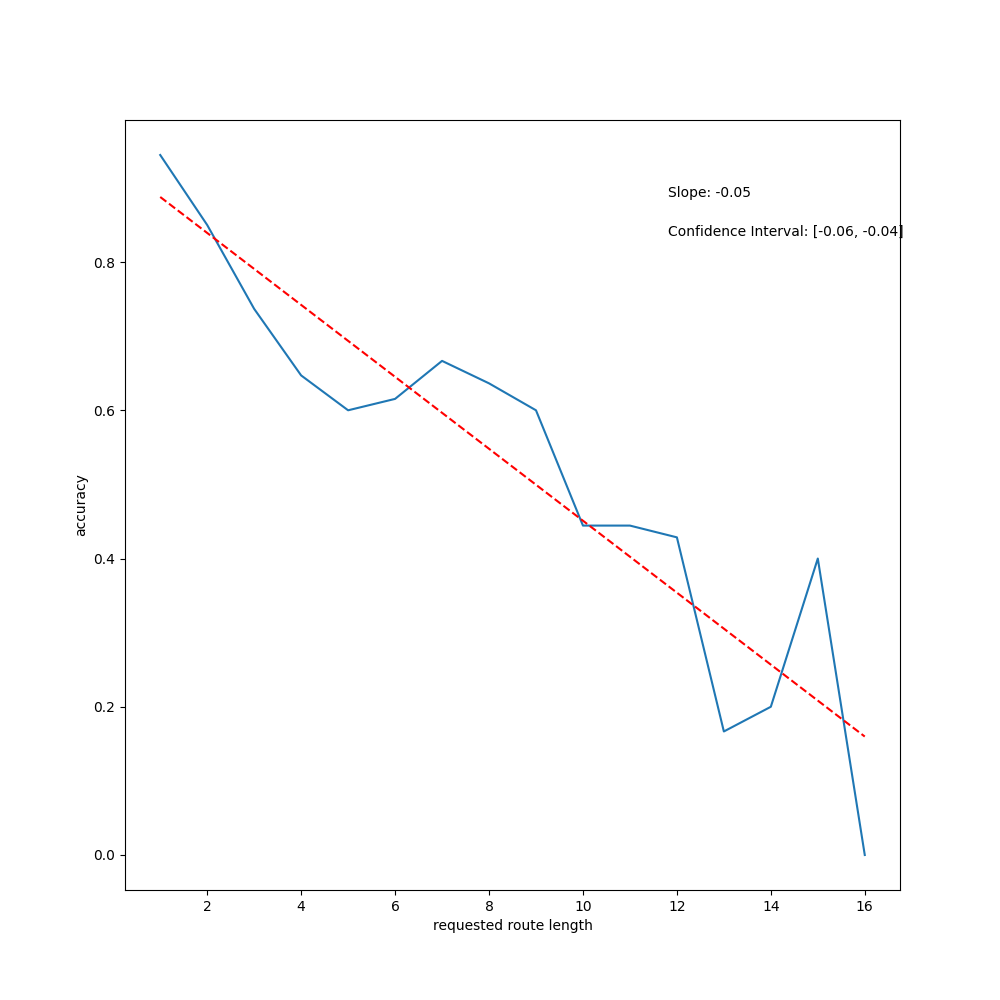 Slope: -0.05
Confidence Interval: [-0.06, -0.04]
0.8
0.6
0.4
0.2
0.0
accuracy
2 4 6 8 10 12 14 16
requested route length